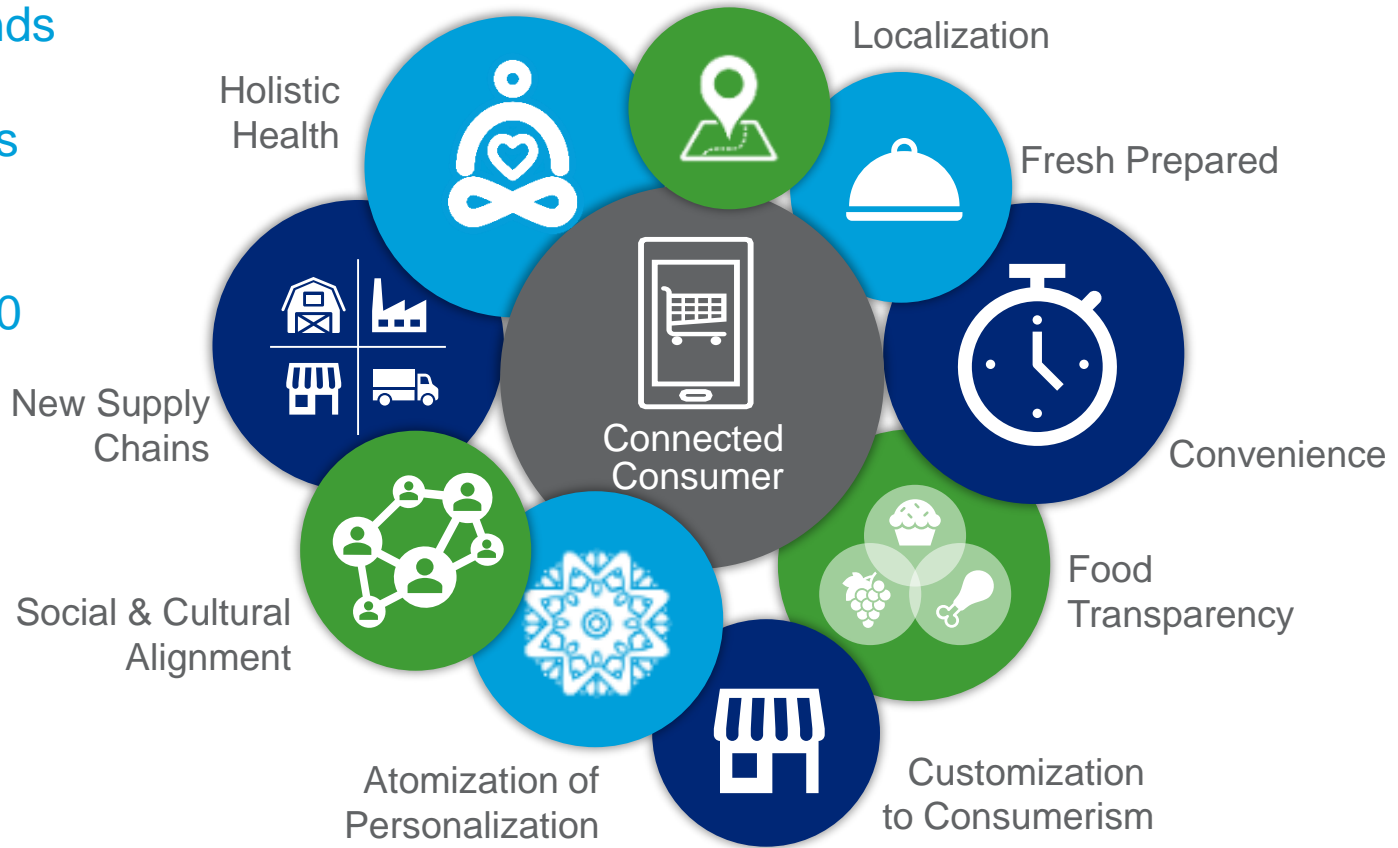 Localization
Holistic
Health
Fresh Prepared
New Supply
Chains
Connected
Consumer
Convenience
Food
Transparency
Social & Cultural
Alignment
Atomization of
Personalization
Customization
to Consumerism